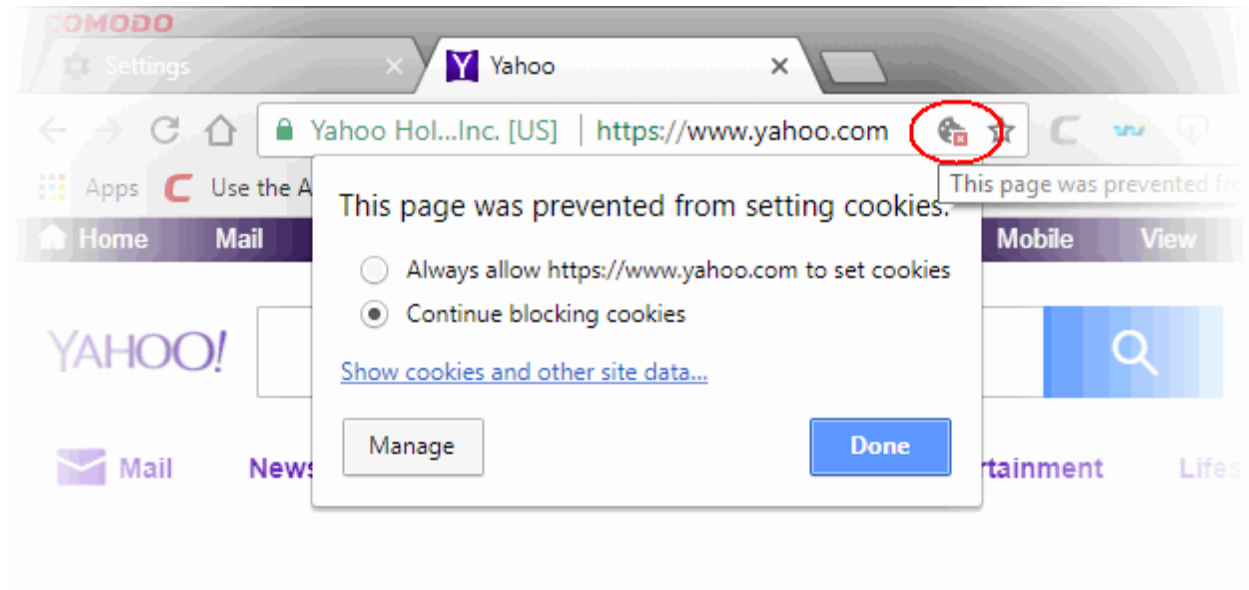 COMODO
Settings
Yahoo
Yahoo Hol...Inc. [US] | https://www.yahoo.com
Apps
Use the A
This page was prevented fro
This page was prevented from setting cookies.
Home Mail Mobile View
Always allow https://www.yahoo.com to set cookies
Continue blocking cookies
YAHOO!
Show cookies and other site data...
Manage Done
Mail News rtainment Lifes